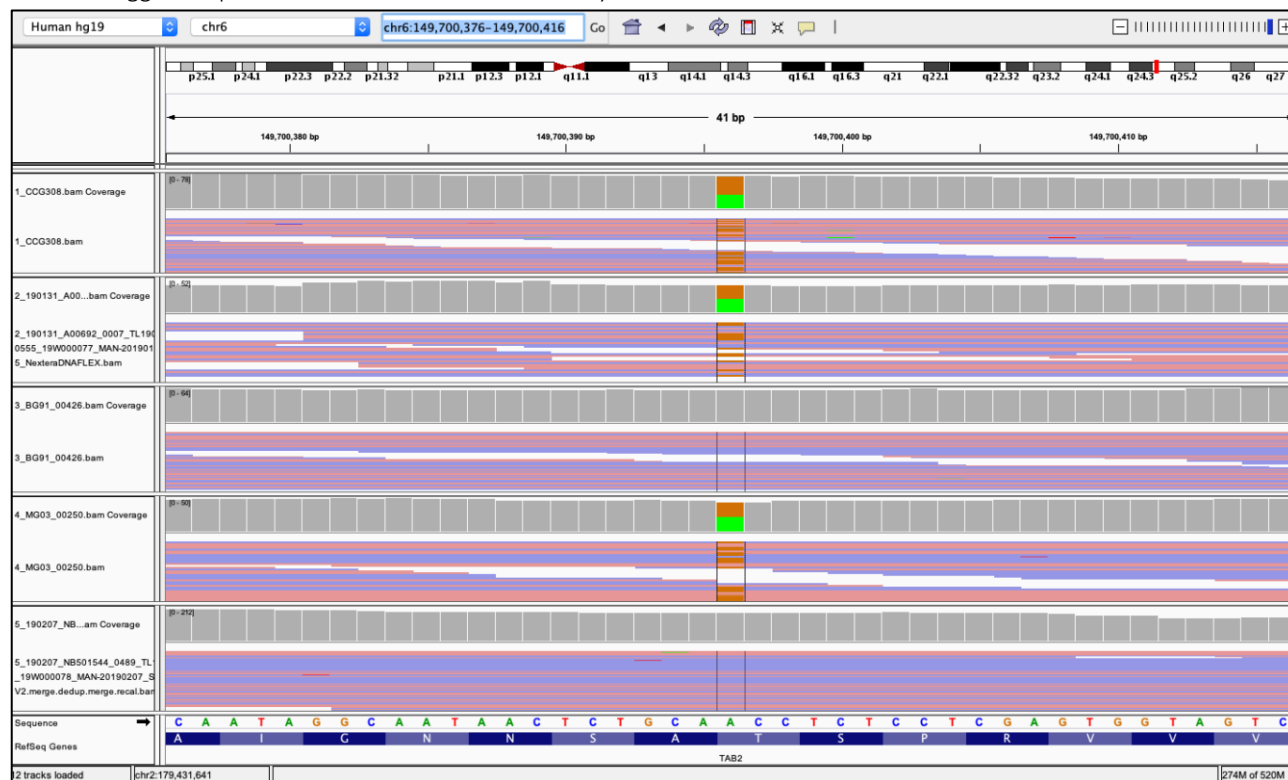 Human hg19 chr6 chr6:149,700,376-149,700,416 Go
p25.1 p24.1 p22.3 p22.2 p21.32 p21.1 p12.3 p12.1 q11.1 q13 q14.1 q14.3 q16.1 q16.3 q21 q22.1 q22.32 q23.2 q24.1 q24.3 q25.2 q26 q27
41 bp
149,700,380 bp 149,700,390 bp 149,700,400 bp 149,700,410 bp
1_CCG308.bam Coverage
[0 - 78]
1_CCG308.bam
2_190131_A00...bam Coverage
[0 - 52]
2_190131_A00692_0007_TL190
0555_19W000077_MAN-201901
5_NexteraDNAFLEX.bam
3_BG91_00426.bam Coverage
[0 - 64]
3_BG91_00426.bam
4_MG03_00250.bam Coverage
[0 - 50]
4_MG03_00250.bam
5_190207_NB...am Coverage
[0 - 212]
5_190207_NB501544_0489_TL
_19W000078_MAN-20190207_S
V2.merge.dedup.merge.recal.bar
Sequence C A A T A G G C A A T A A C T C T G C A A C C T C T C C T C G A G T G G T A G T C
RefSeq Genes A I G N N S A T S P R V V V
TAB2
2 tracks loaded chr2:179,431,641 274M of 520M